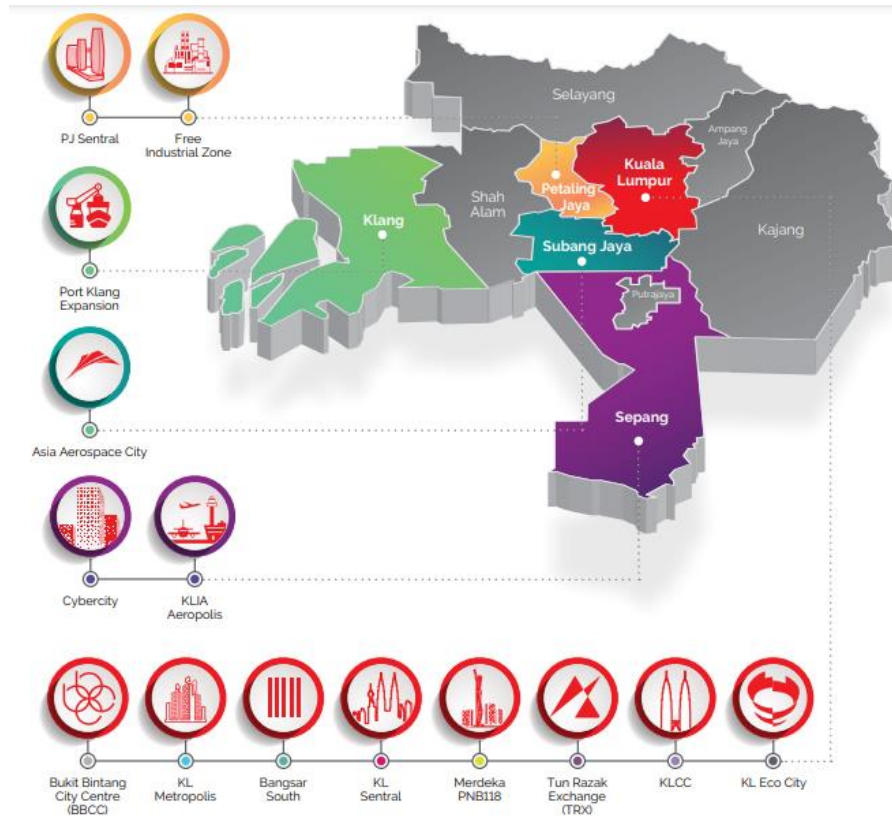 PJ Sentral
Free
Industrial Zone
Selayang
Ampang
Jaya
Kuala
Lumpur
Petaling
Jaya
Shah
Alam
Klang
Subang Jaya
Kajang
Putrajaya
Sepang
Port Klang
Expansion
Asia Aerospace City
Cybercity
KLIA
Aeropolis
Bukit Bintang
City Centre
(BBCC)
KL
Metropolis
Bangsar
South
KL
Sentral
Merdeka
PNB118
Tun Razak
Exchange
(TRX)
KLCC
KL Eco City